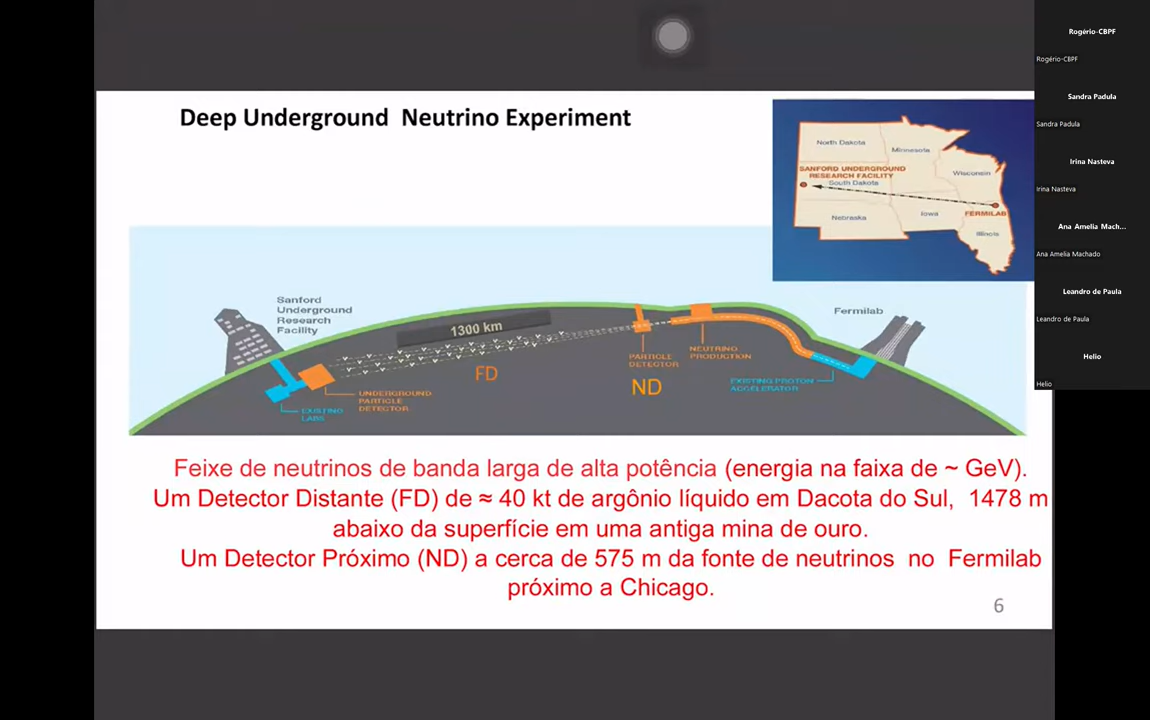 Deep Underground Neutrino Experiment
North Dakota
Minnesota
SANFORD UNDERGROUND
RESEARCH FACILITY
South Dakota
Wisconsin
Nebraska
Iowa
FERMILAB
Illinois
Sanford
Underground
Research
Facility
1300 km
Fermilab
PARTICLE
DETECTOR
NEUTRINO
PRODUCTION
FD
ND
EXISTING PROTON
ACCELERATOR
UNDERGROUND
PARTICLE
DETECTOR
EXISTING
LABS
Feixe de neutrinos de banda larga de alta potência (energia na faixa de ~ GeV).
Um Detector Distante (FD) de ≈ 40 kt de argônio líquido em Dacota do Sul, 1478 m
abaixo da superfície em uma antiga mina de ouro.
Um Detector Próximo (ND) a cerca de 575 m da fonte de neutrinos no Fermilab
próximo a Chicago.
6
Rogério-CBPF
Rogério-CBPF
Sandra Padula
Sandra Padula
Irina Nasteva
Irina Nasteva
Ana Amelia Mach...
Ana Amelia Machado
Leandro de Paula
Leandro de Paula
Helio
Helio